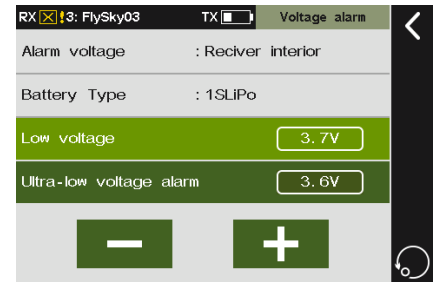 RX !3: FlySky03 TX Voltage alarm
Alarm voltage : Reciver interior
Battery Type : 1SLiPo
Low voltage 3.7V
Ultra-low voltage alarm 3.6V
− +